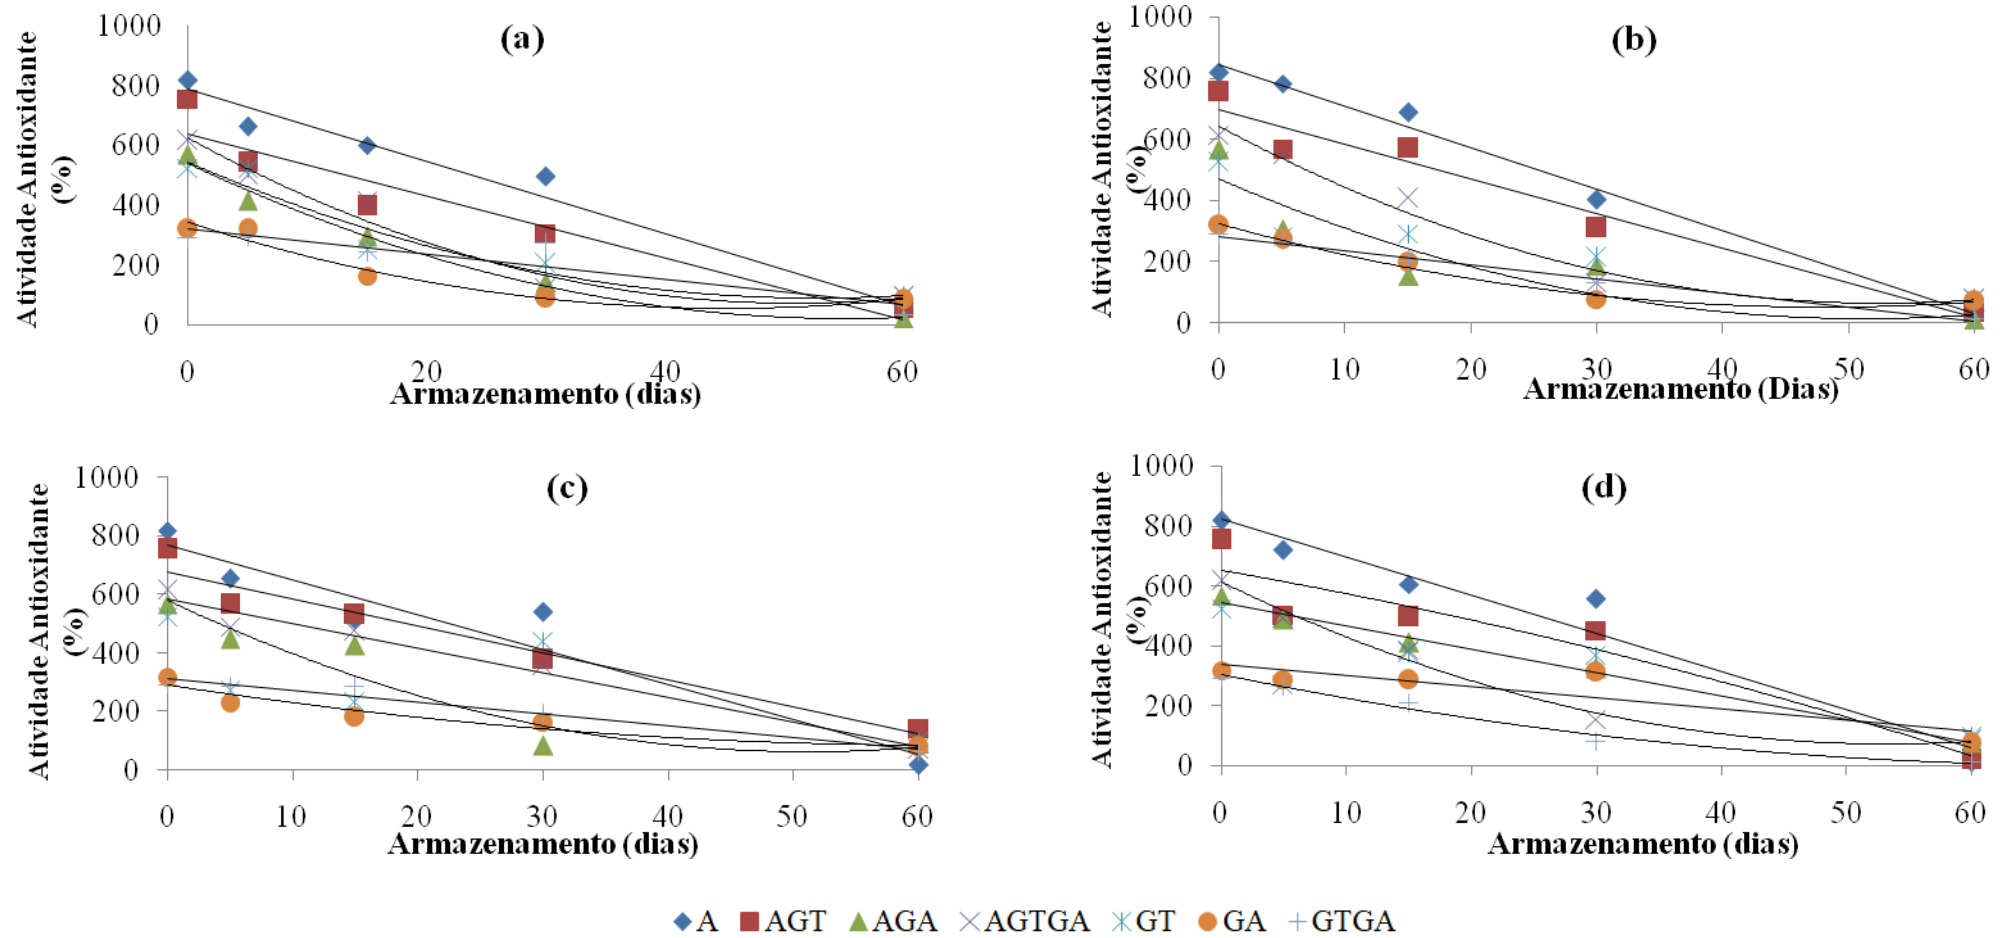 (a)
Atividade Antioxidante
(%)
1000
800
600
400
200
0
0 20 40 60
Armazenamento (dias)
(b)
Atividade Antioxidante
(%)
1000
800
600
400
200
0
0 10 20 30 40 50 60
Armazenamento (Dias)
(c)
Atividade Antioxidante
(%)
1000
800
600
400
200
0
0 10 20 30 40 50 60
Armazenamento (dias)
(d)
Atividade Antioxidante
(%)
1000
800
600
400
200
0
0 10 20 30 40 50 60
Armazenamento (dias)
A AGT AGA AGTGA GT GA GTGA